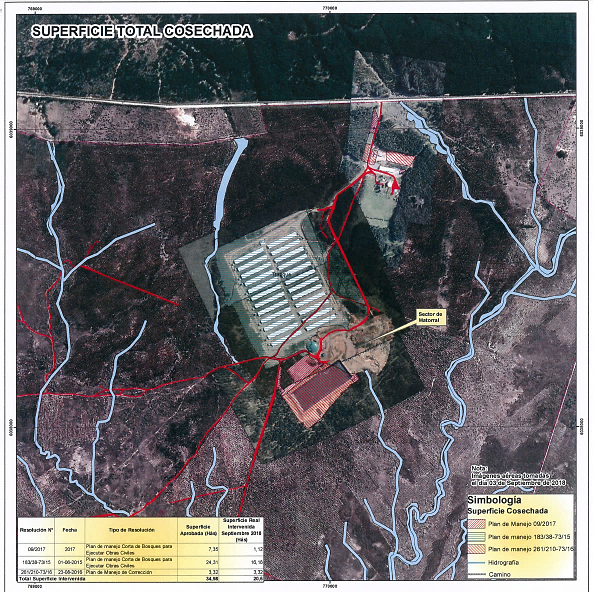 769000
770000
SUPERFICIE TOTAL COSECHADA
Sector de
Matorral
Nota:
Imágenes aéreas tomadas
el día 03 de Septiembre de 2018
Simbología
Superficie Cosechada
Plan de Manejo 09/2017
Plan de manejo 183/38-73/15
Plan de manejo 261/210-73/16
Hidrografía
Camino
Resolución N° Fecha Tipo de Resolución Superficie Aprobada (Hás) Superficie Real Intervenida Septiembre 2018 (Hás)
09/2017 2017 Plan de manejo Corta de Bosques para Ejecutar Obras Civiles 7,35 1,12
183/38-73/15 01-09-2015 Plan de manejo Corta de Bosques para Ejecutar Obras Civiles 24,31 16,16
261/210-73/16 23-08-2016 Plan de Manejo de Corrección 3,32 3,32
Total Superficie Intervenida 34,98 20,6
769000
770000